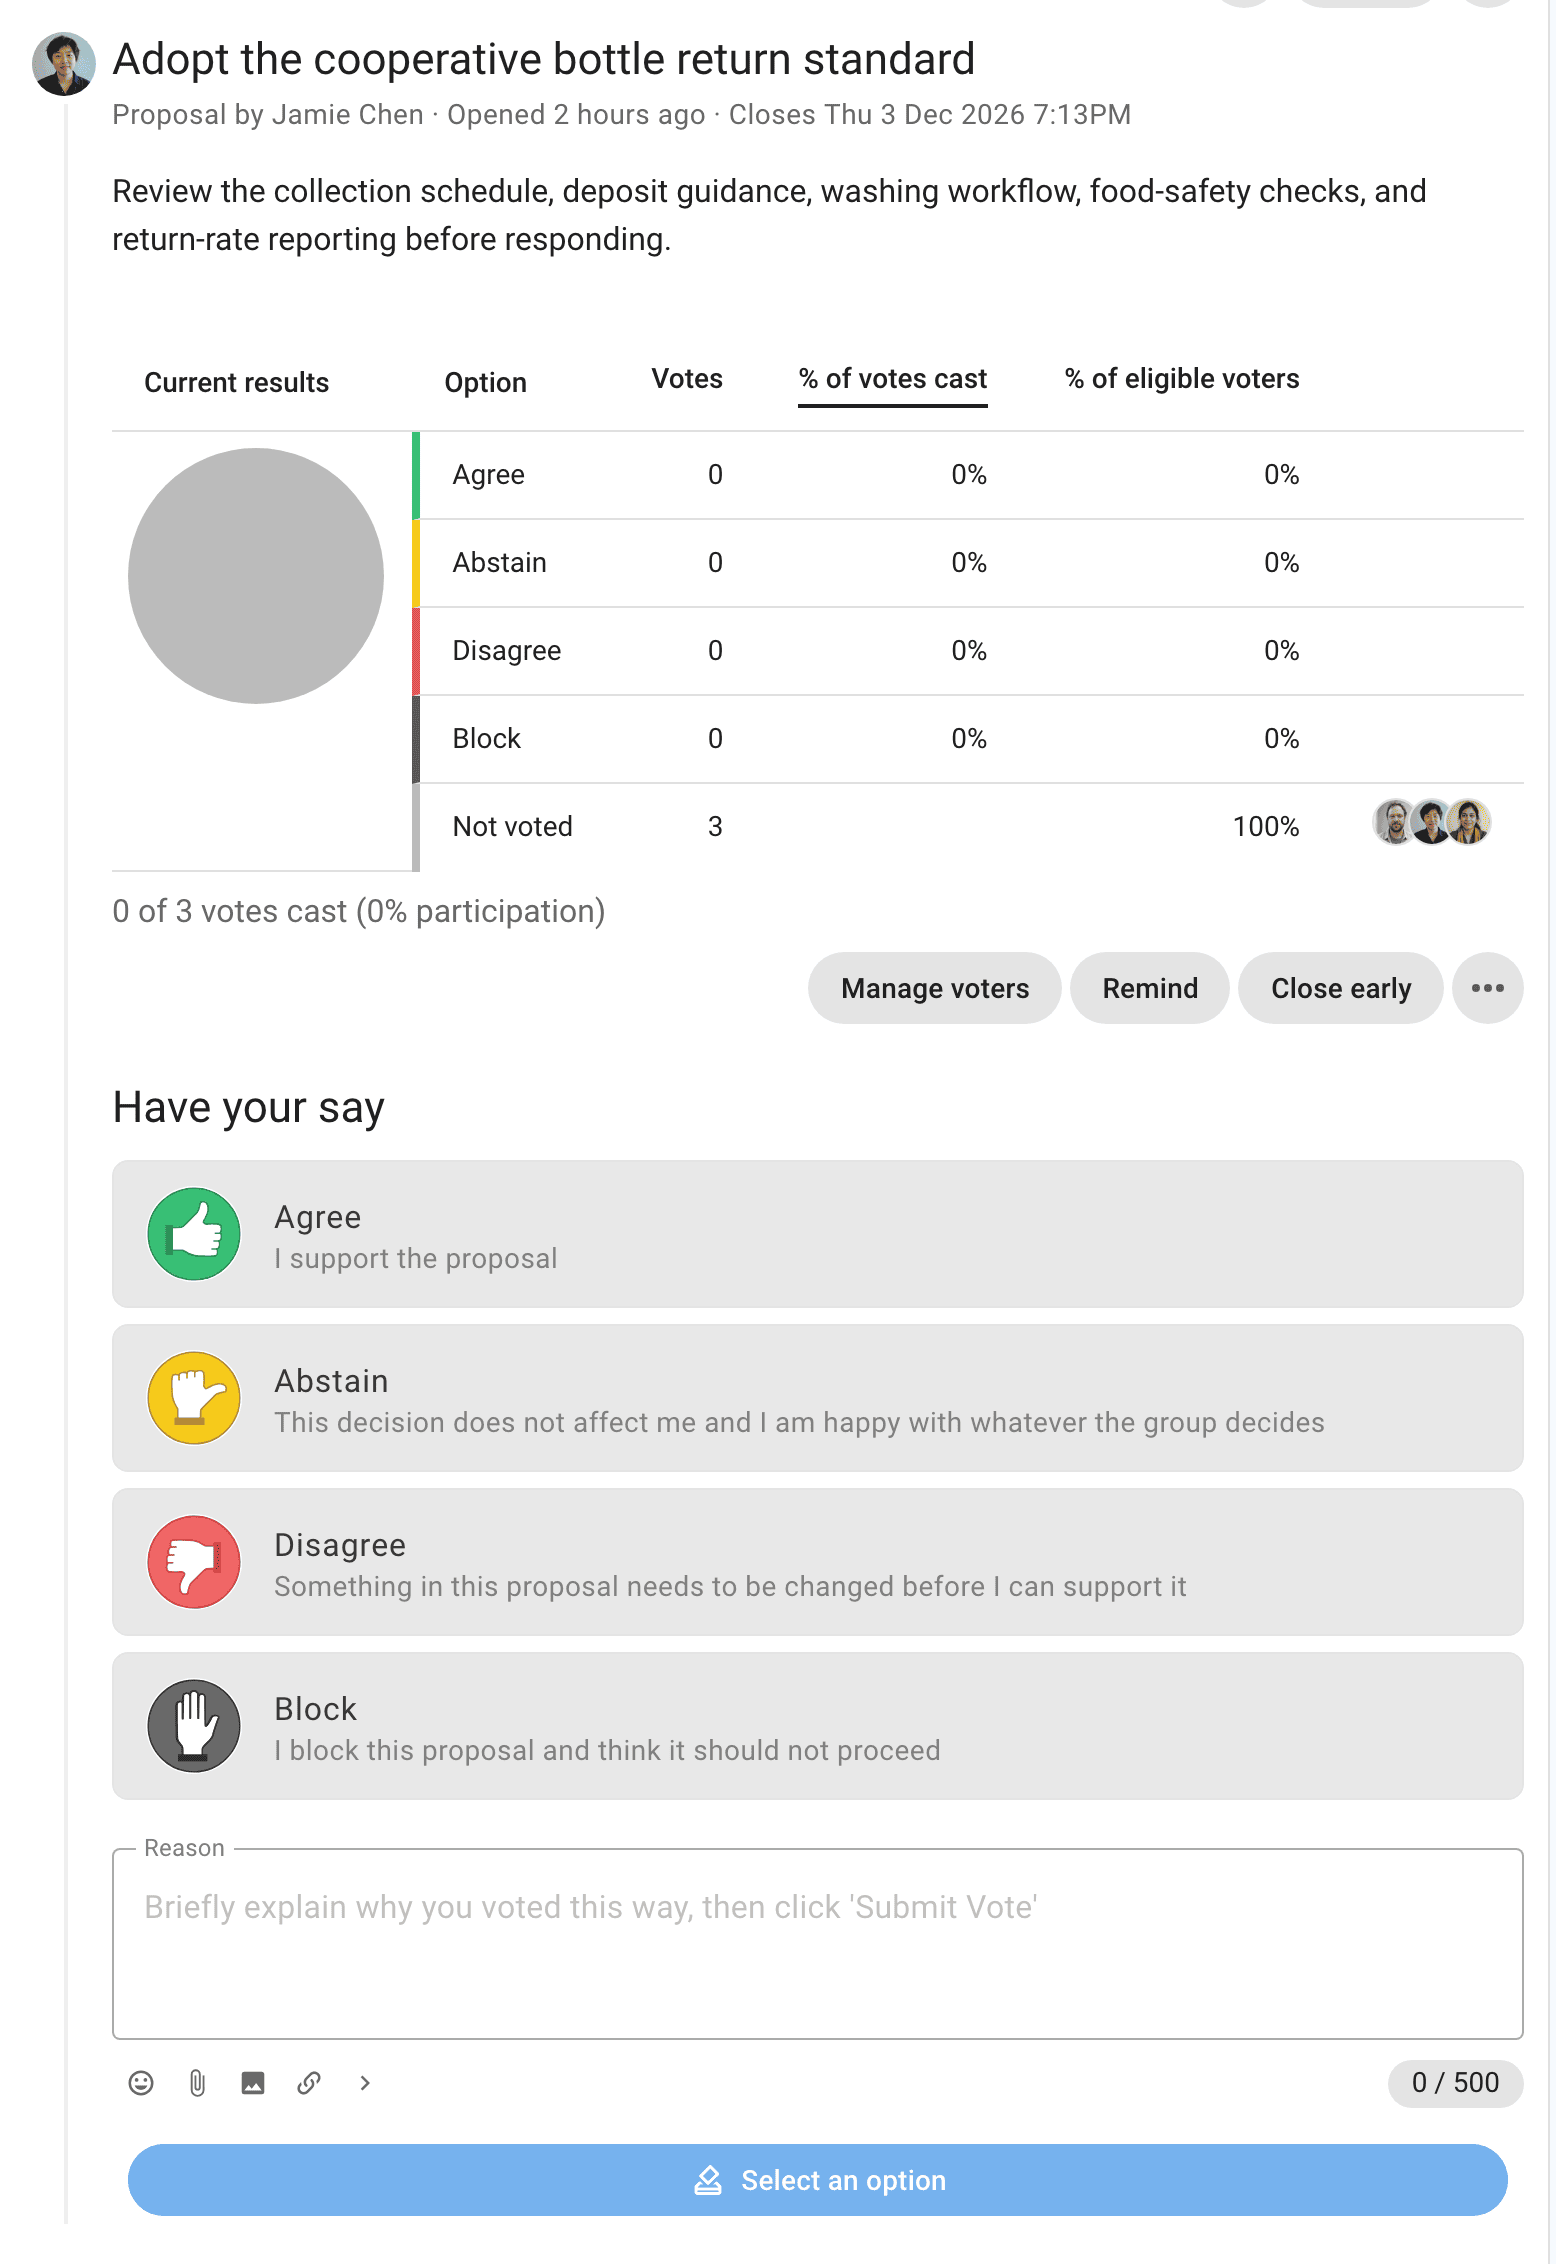 Adopt the cooperative bottle return standard
Proposal by Jamie Chen · Opened 2 hours ago · Closes Thu 3 Dec 2026 7:13PM
Review the collection schedule, deposit guidance, washing workflow, food-safety checks, and
return-rate reporting before responding.
Current results Option Votes % of votes cast % of eligible voters
Agree 0 0% 0%
Abstain 0 0% 0%
Disagree 0 0% 0%
Block 0 0% 0%
Not voted 3 100%
0 of 3 votes cast (0% participation)
Manage voters Remind Close early
Have your say
Agree
I support the proposal
Abstain
This decision does not affect me and I am happy with whatever the group decides
Disagree
Something in this proposal needs to be changed before I can support it
Block
I block this proposal and think it should not proceed
Reason
Briefly explain why you voted this way, then click 'Submit Vote'
0 / 500
Select an option